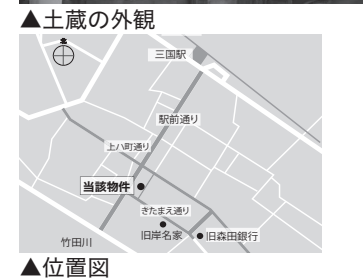 ▲土蔵の外観
北
三国駅
駅前通り
上ハ町通り
当該物件
きたまえ通り
旧岸名家
旧森田銀行
竹田川
▲位置図